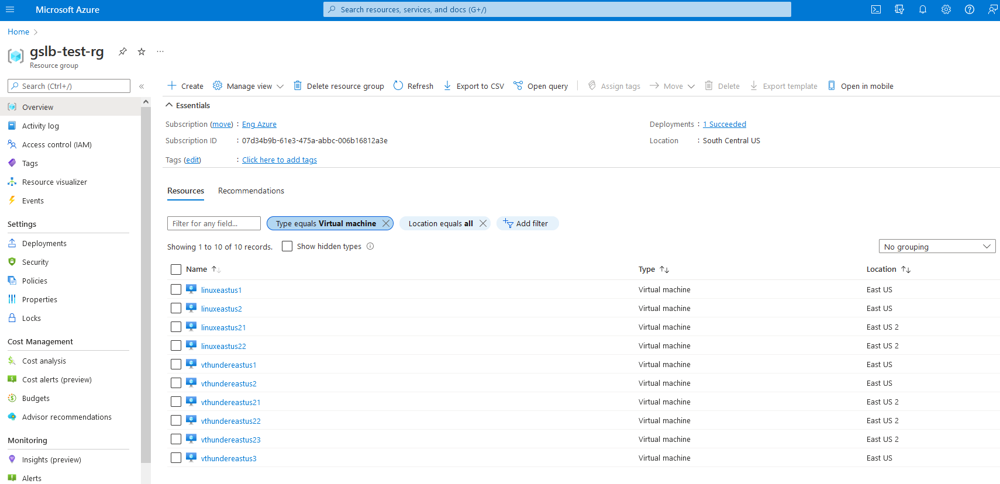 Microsoft Azure
Search resources, services, and docs (G+/)
Home
gslb-test-rg
Resource group
Search (Ctrl+/)
Overview
Activity log
Access control (IAM)
Tags
Resource visualizer
Events
Settings
Deployments
Security
Policies
Properties
Locks
Cost Management
Cost analysis
Cost alerts (preview)
Budgets
Advisor recommendations
Monitoring
Insights (preview)
Alerts
Create Manage view Delete resource group Refresh Export to CSV Open query Assign tags Move Delete Export template Open in mobile
Essentials
Subscription (move) : Eng Azure
Subscription ID : 07d34b9b-61e3-475a-abbc-006b16812a3e
Tags (edit) : Click here to add tags
Deployments : 1 Succeeded
Location : South Central US
Resources Recommendations
Filter for any field... Type equals Virtual machine Location equals all Add filter
Showing 1 to 10 of 10 records. Show hidden types No grouping
Name Type Location
linuxeastus1 Virtual machine East US
linuxeastus2 Virtual machine East US
linuxeastus21 Virtual machine East US 2
linuxeastus22 Virtual machine East US 2
vthundereastus1 Virtual machine East US
vthundereastus2 Virtual machine East US
vthundereastus21 Virtual machine East US 2
vthundereastus22 Virtual machine East US 2
vthundereastus23 Virtual machine East US 2
vthundereastus3 Virtual machine East US